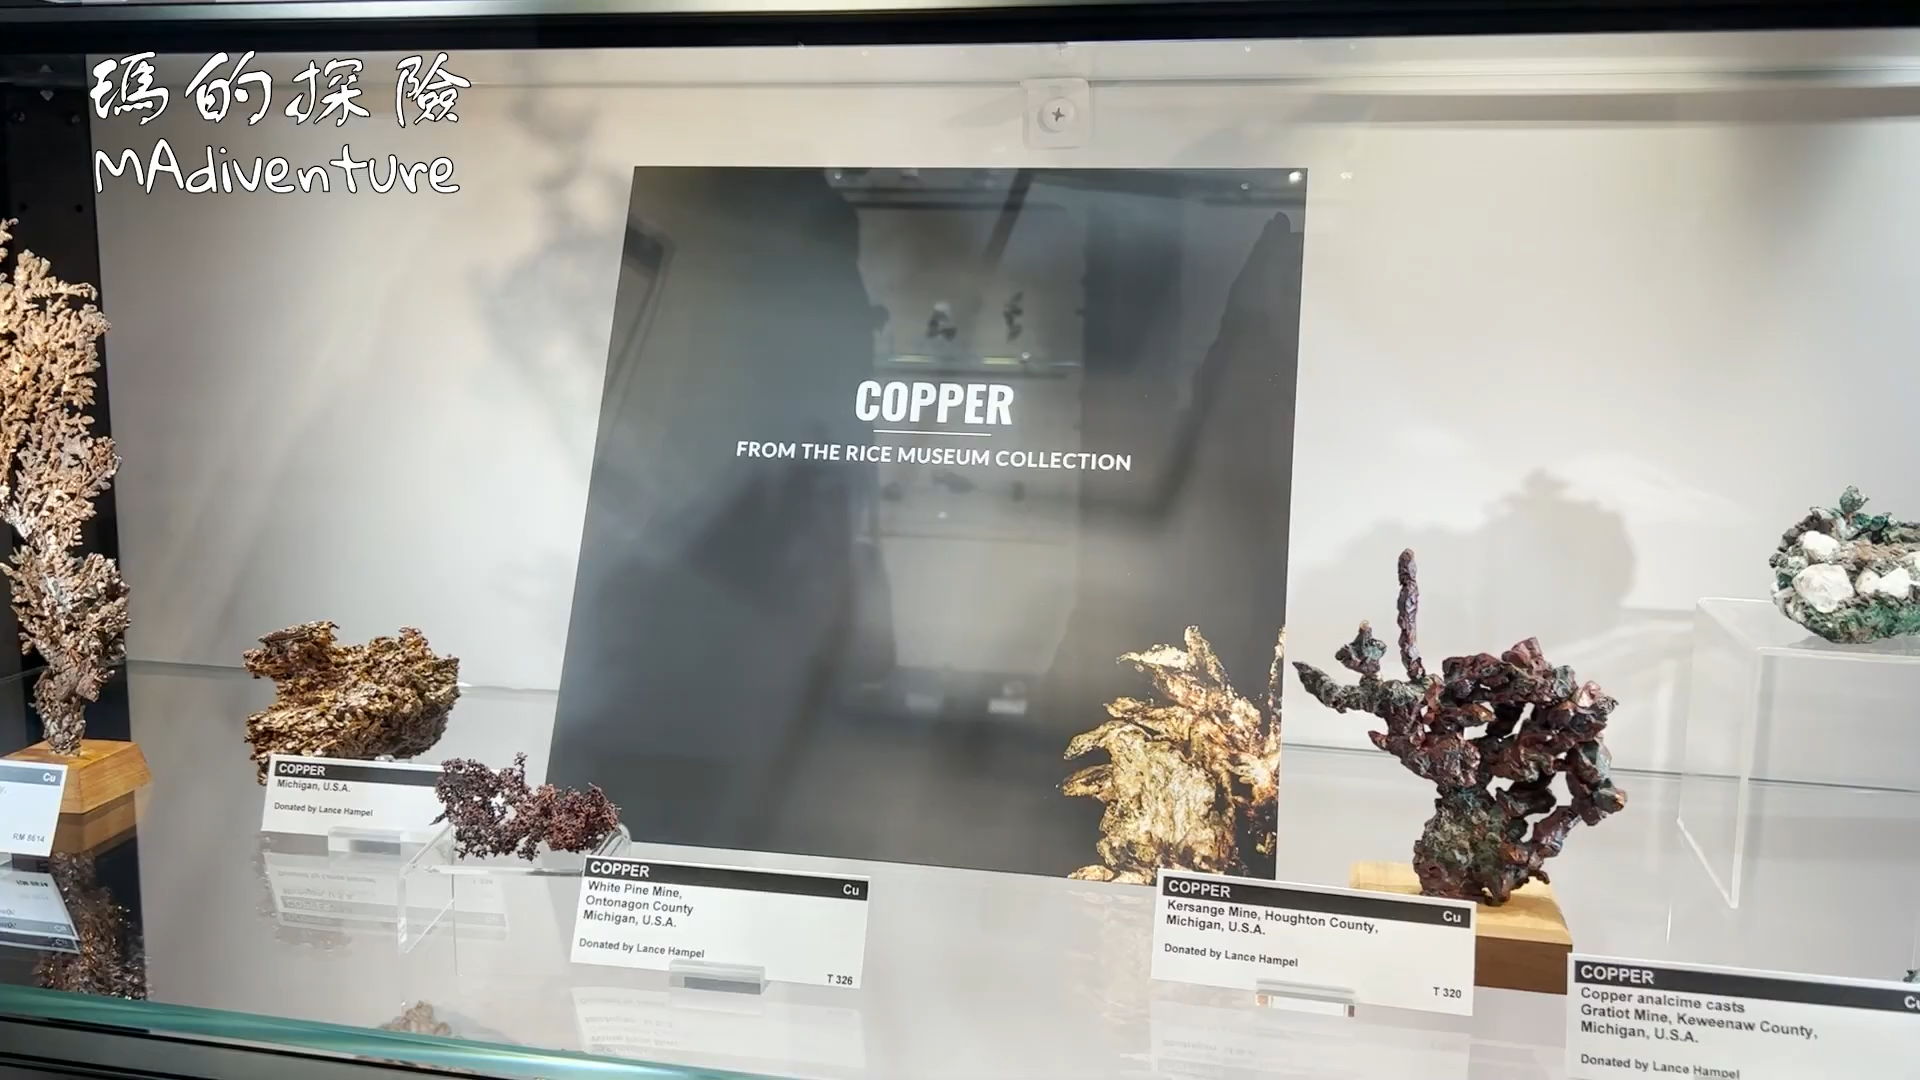 瑪的探險
MAdiventure
COPPER
FROM THE RICE MUSEUM COLLECTION
Cu
RM 8614
COPPER
Michigan, U.S.A.
Donated by Lance Hampel
COPPER
Cu
White Pine Mine,
Ontonagon County
Michigan, U.S.A.
Donated by Lance Hampel
T 326
COPPER
Cu
Kersange Mine, Houghton County,
Michigan, U.S.A.
Donated by Lance Hampel
T 320
COPPER
Cu
Copper analcime casts
Gratiot Mine, Keweenaw County,
Michigan, U.S.A.
Donated by Lance Hampel